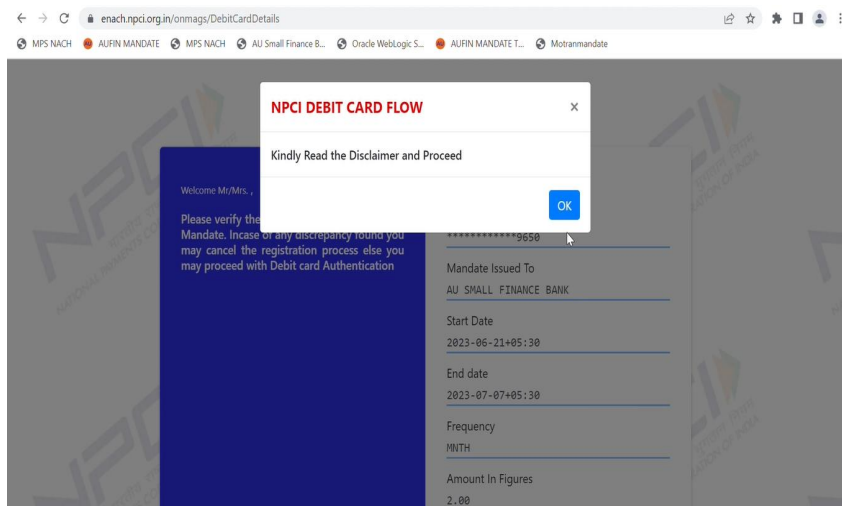 enach.npci.org.in/onmags/DebitCardDetails
MPS NACH AUFIN MANDATE MPS NACH AU Small Finance B... Oracle WebLogic S... AUFIN MANDATE T... Motranmandate
NPCI DEBIT CARD FLOW ×
Kindly Read the Disclaimer and Proceed
OK
Welcome Mr/Mrs. ,
Please verify the
Mandate. Incase of any discrepancy found you
may cancel the registration process else you
may proceed with Debit card Authentication
************9650
Mandate Issued To
AU SMALL FINANCE BANK
Start Date
2023-06-21+05:30
End date
2023-07-07+05:30
Frequency
MNTH
Amount In Figures
2.00
NPCI